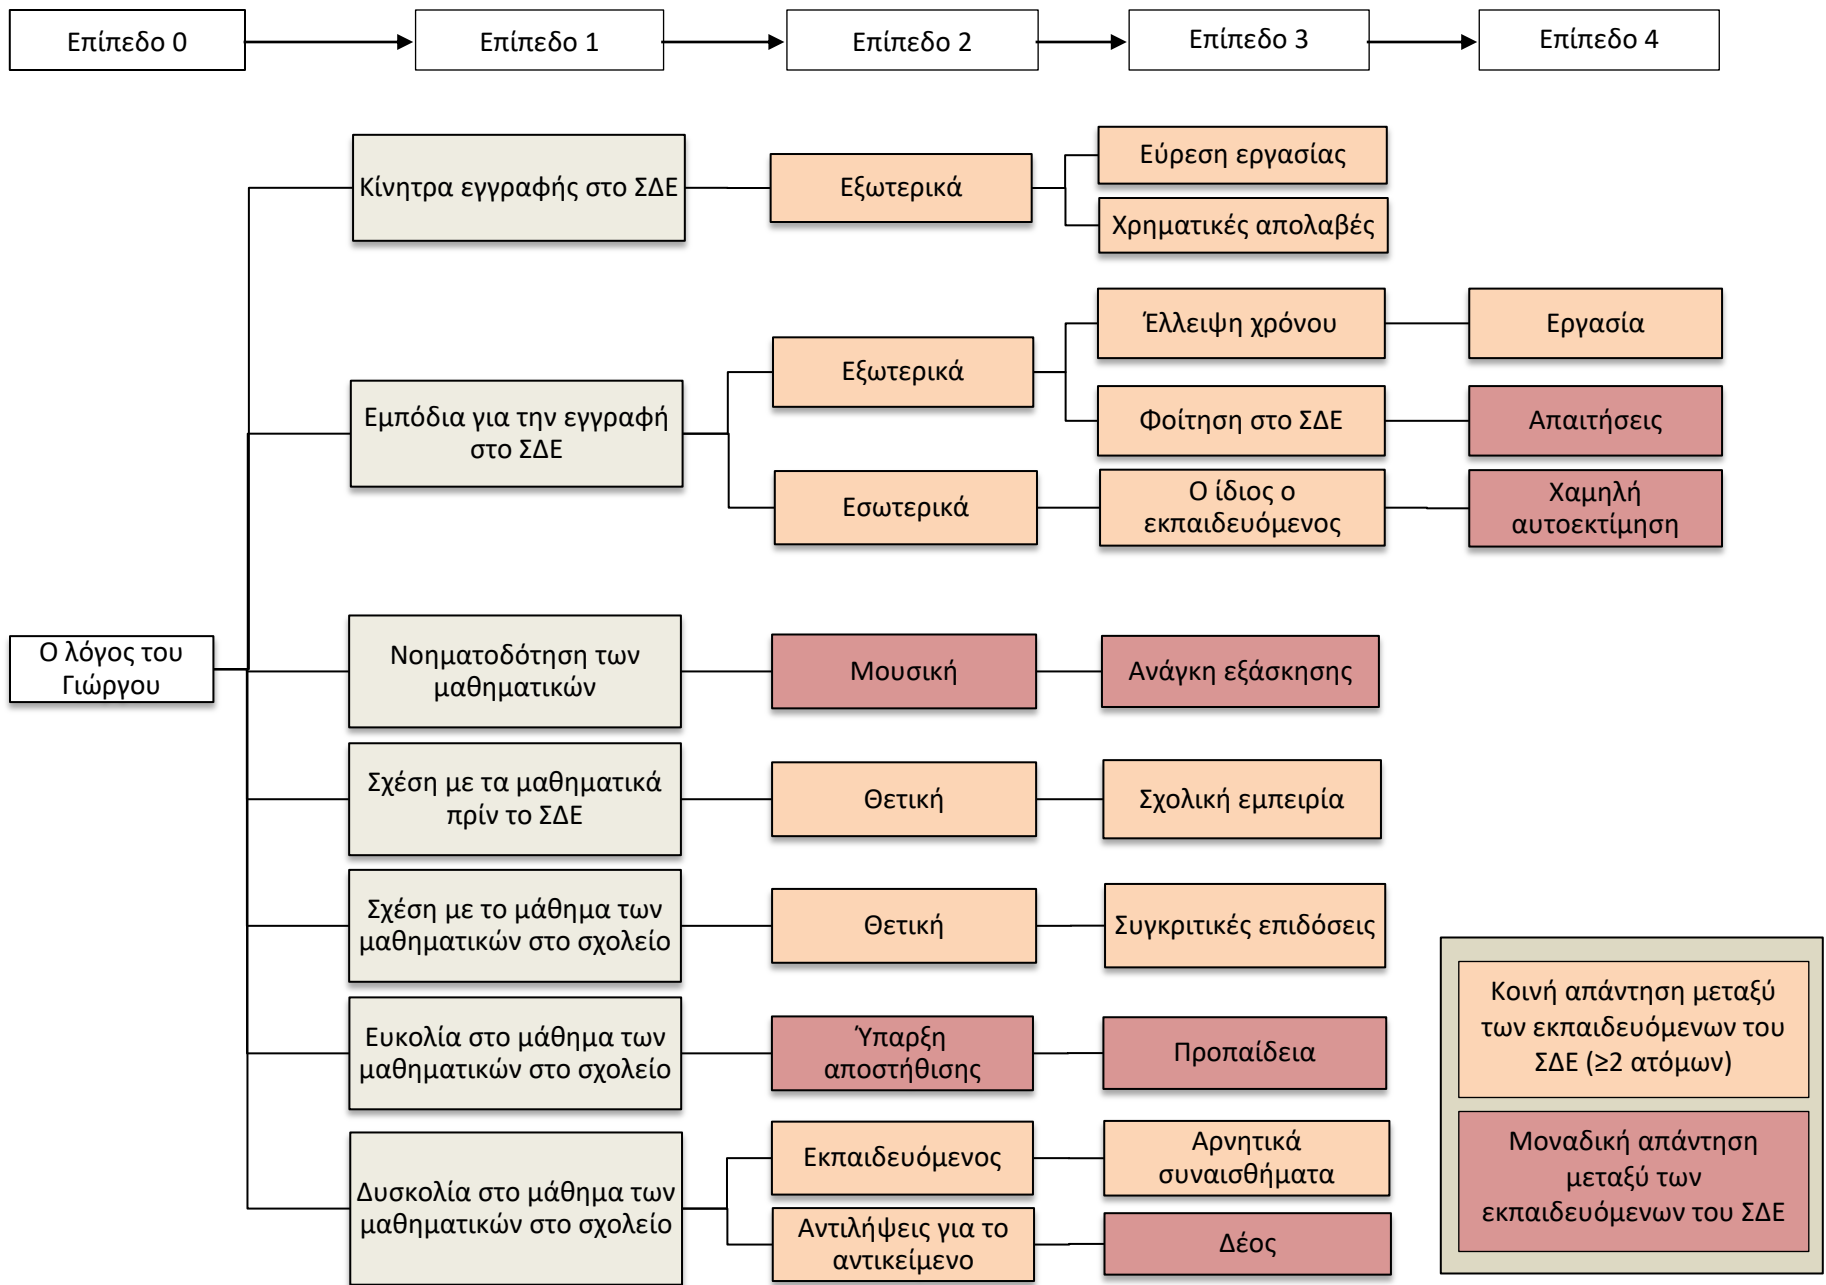 Επίπεδο 0
Επίπεδο 1
Επίπεδο 2
Επίπεδο 3
Επίπεδο 4
Κίνητρα εγγραφής στο ΣΔΕ
Εξωτερικά
Εύρεση εργασίας
Χρηματικές απολαβές
Εμπόδια για την εγγραφή
στο ΣΔΕ
Εξωτερικά
Έλλειψη χρόνου
Εργασία
Φοίτηση στο ΣΔΕ
Απαιτήσεις
Εσωτερικά
Ο ίδιος ο
εκπαιδευόμενος
Χαμηλή
αυτοεκτίμηση
Ο λόγος του
Γιώργου
Νοηματοδότηση των
μαθηματικών
Μουσική
Ανάγκη εξάσκησης
Σχέση με τα μαθηματικά
πρίν το ΣΔΕ
Θετική
Σχολική εμπειρία
Σχέση με το μάθημα των
μαθηματικών στο σχολείο
Θετική
Συγκριτικές επιδόσεις
Ευκολία στο μάθημα των
μαθηματικών στο σχολείο
Ύπαρξη
αποστήθισης
Προπαίδεια
Δυσκολία στο μάθημα των
μαθηματικών στο σχολείο
Εκπαιδευόμενος
Αρνητικά
συναισθήματα
Αντιλήψεις για το
αντικείμενο
Δέος
Κοινή απάντηση μεταξύ
των εκπαιδευόμενων του
ΣΔΕ (≥2 ατόμων)
Μοναδική απάντηση
μεταξύ των
εκπαιδευόμενων του ΣΔΕ